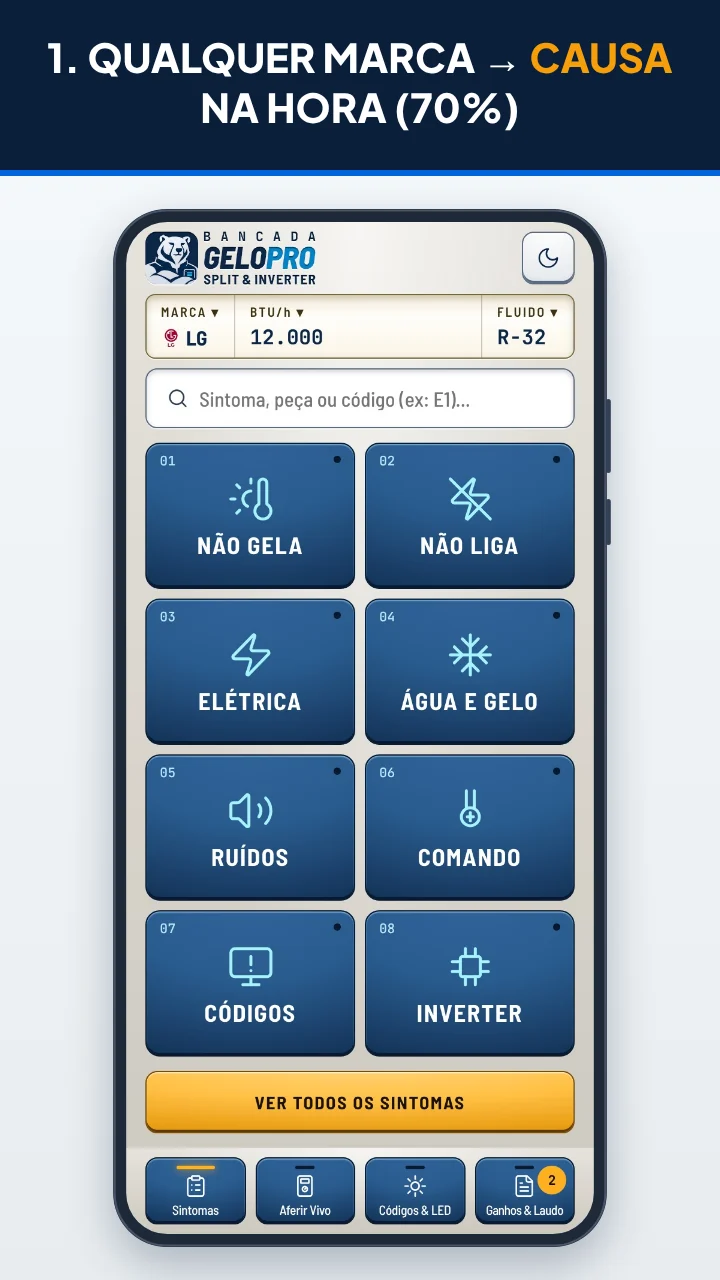 1. QUALQUER MARCA → CAUSA
NA HORA (70%)
BANCADA
GELOPRO
SPLIT & INVERTER
MARCA ▾
BTU/h ▾
FLUIDO ▾
LG
LG
12.000
R-32
Sintoma, peça ou código (ex: E1)...
01
NÃO GELA
02
NÃO LIGA
03
ELÉTRICA
04
ÁGUA E GELO
05
RUÍDOS
06
COMANDO
07
CÓDIGOS
08
INVERTER
VER TODOS OS SINTOMAS
Sintomas
Aferir Vivo
Códigos & LED
2
Ganhos & Laudo